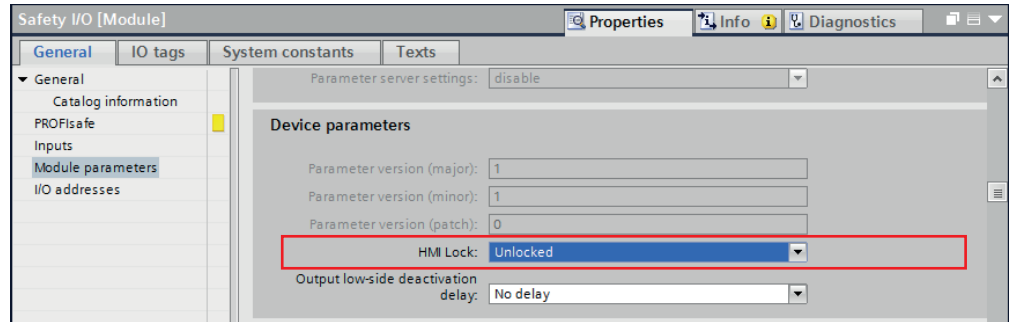 Safety I/O [Module]
Properties
Info
Diagnostics
General
IO tags
System constants
Texts
General
Catalog information
PROFIsafe
Inputs
Module parameters
I/O addresses
Parameter server settings: disable
Device parameters
Parameter version (major): 1
Parameter version (minor): 1
Parameter version (patch): 0
HMI Lock: Unlocked
Output low-side deactivation
delay: No delay